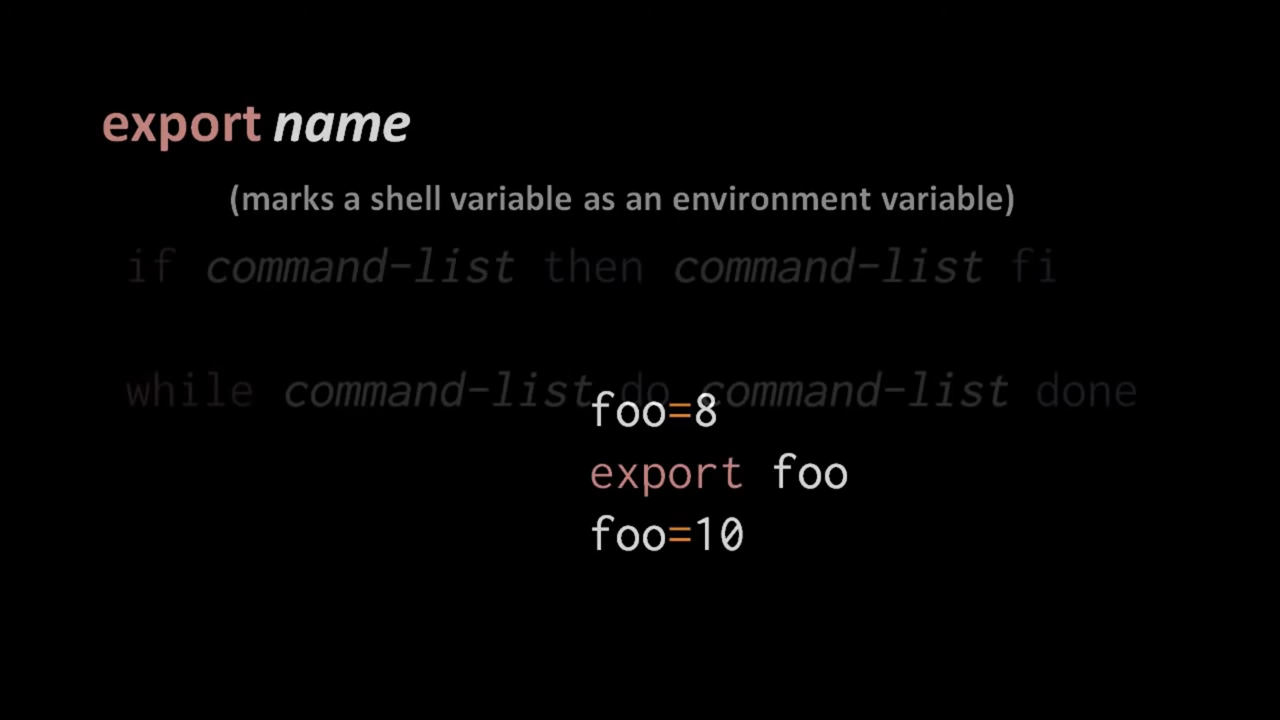 export name
(marks a shell variable as an environment variable)
if command-list then command-list fi
while command-list do command-list done
foo=8
export foo
foo=10